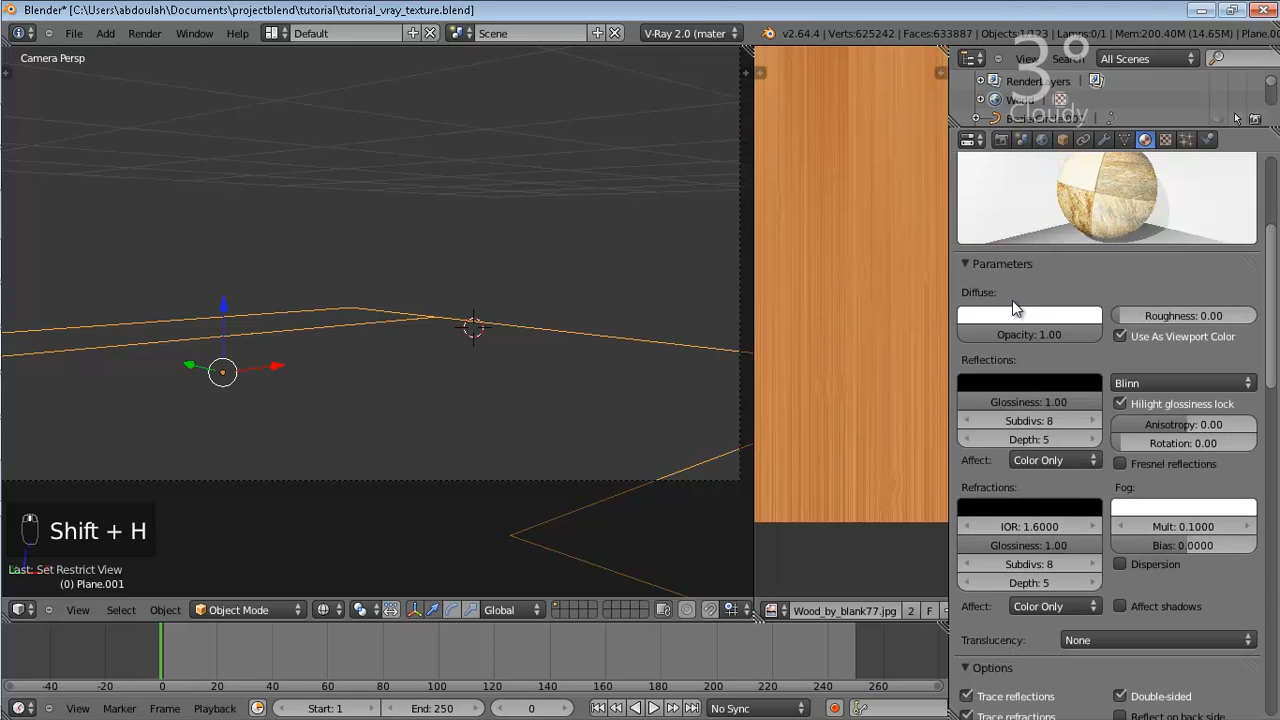 Blender* [C:\Users\abdoulah\Documents\projectblend\tutorial\tutorial_vray_texture.blend]
File Add Render Window Help Default Scene V-Ray 2.0 (mater v2.64.4 | Verts:625242 | Faces:633887 | Objects:1/123 | Lamps:0/1 | Mem:200.40M (14.65M) | Plane.00
Camera Persp
View Search All Scenes
RenderLayers
World
3°
Cloudy
Parameters
Diffuse:
Roughness: 0.00
Opacity: 1.00
Use As Viewport Color
Reflections:
Blinn
Glossiness: 1.00
Hilight glossiness lock
Subdivs: 8
Anisotropy: 0.00
Depth: 5
Rotation: 0.00
Affect: Color Only
Fresnel reflections
Refractions:
Fog:
IOR: 1.6000
Mult: 0.1000
Glossiness: 1.00
Bias: 0.0000
Subdivs: 8
Dispersion
Depth: 5
Affect: Color Only
Affect shadows
Translucency: None
Options
Trace reflections
Double-sided
Trace refractions
Reflect on back side
Shift + H
Last: Set Restrict View
(0) Plane.001
View Select Object Object Mode Global
Wood_by_blank77.jpg 2 F
-40 -20 0 20 40 60 80 100 120 140 160 180 200 220 240 260
View Marker Frame Playback Start: 1 End: 250 0 No Sync